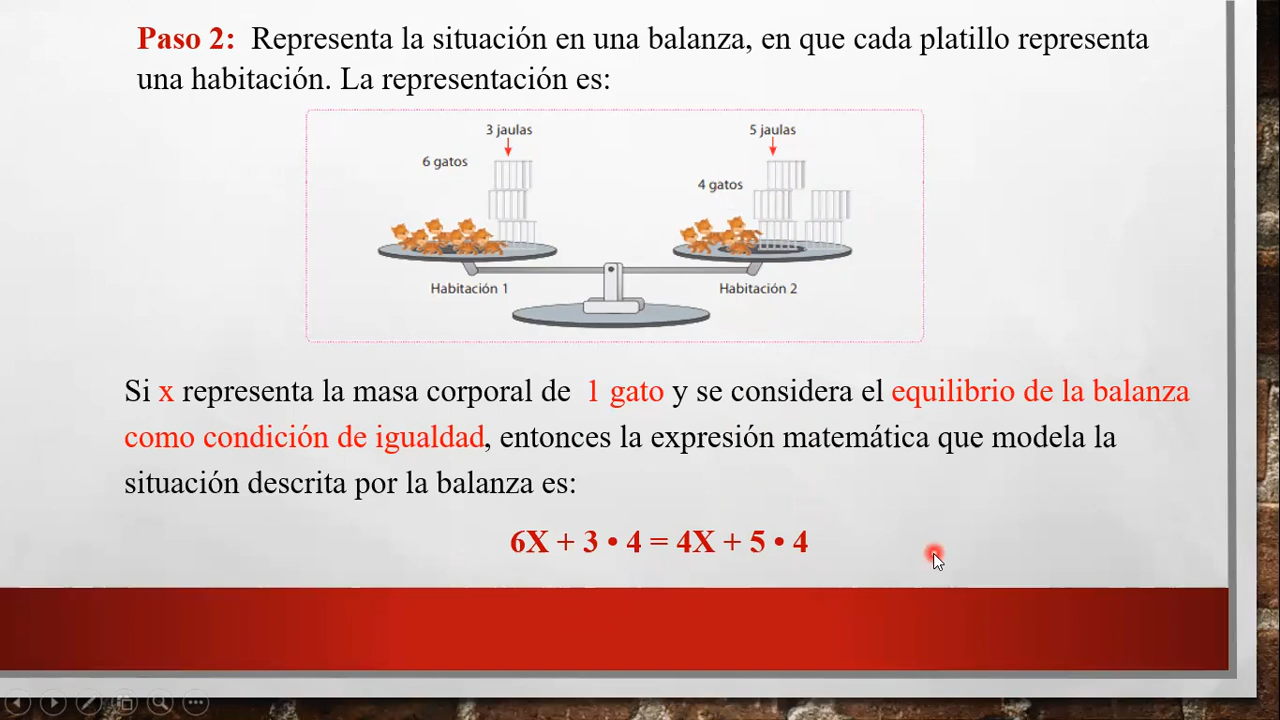 Paso 2: Representa la situación en una balanza, en que cada platillo representa
una habitación. La representación es:
3 jaulas
5 jaulas
6 gatos
4 gatos
Habitación 1
Habitación 2
Si x representa la masa corporal de 1 gato y se considera el equilibrio de la balanza
como condición de igualdad, entonces la expresión matemática que modela la
situación descrita por la balanza es:
6X + 3 • 4 = 4X + 5 • 4